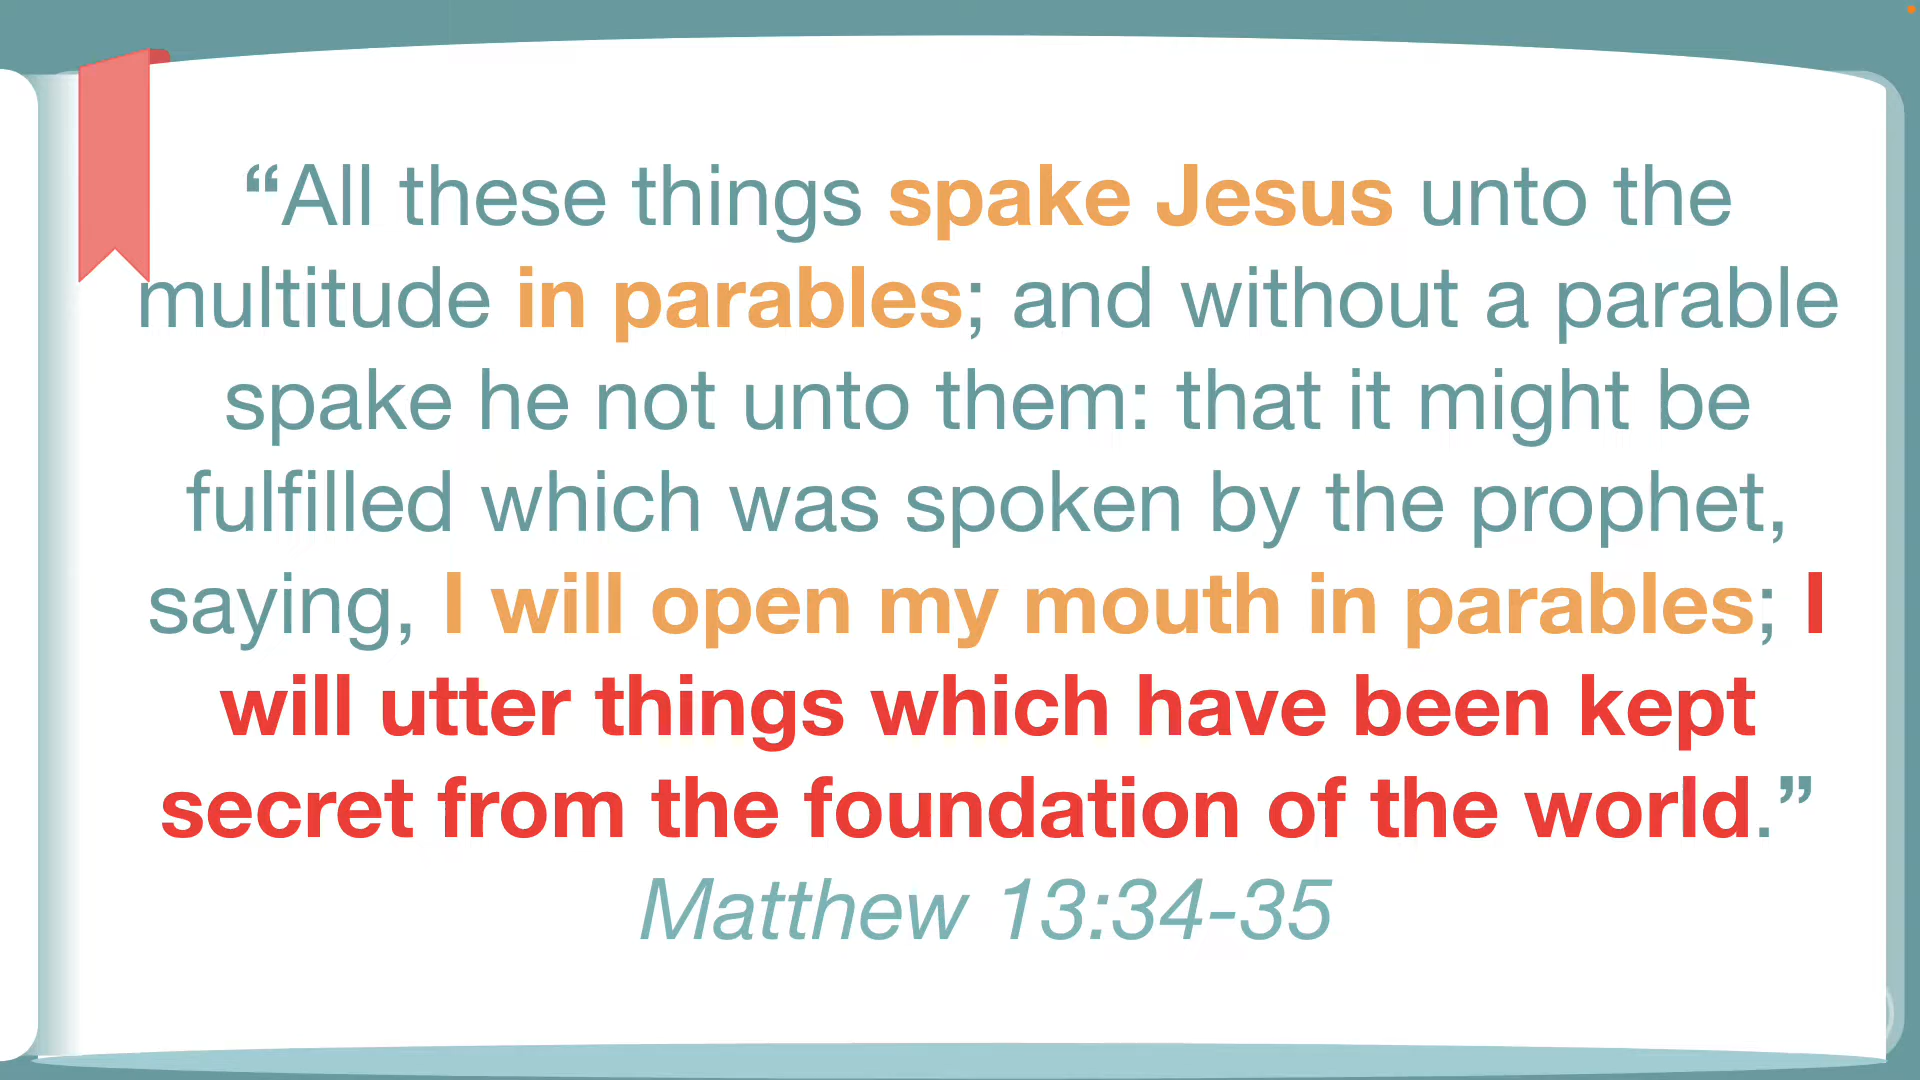 “All these things spake Jesus unto the
multitude in parables; and without a parable
spake he not unto them: that it might be
fulfilled which was spoken by the prophet,
saying, I will open my mouth in parables; I
will utter things which have been kept
secret from the foundation of the world.”
Matthew 13:34-35